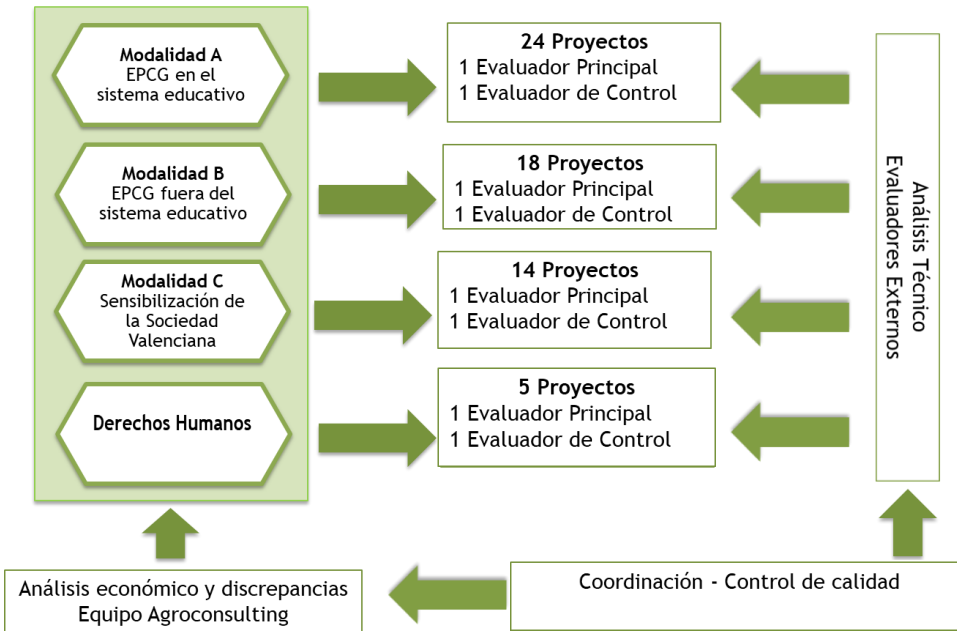 Modalidad A
EPCG en el
sistema educativo
24 Proyectos
1 Evaluador Principal
1 Evaluador de Control
Modalidad B
EPCG fuera del
sistema educativo
18 Proyectos
1 Evaluador Principal
1 Evaluador de Control
Modalidad C
Sensibilización de
la Sociedad
Valenciana
14 Proyectos
1 Evaluador Principal
1 Evaluador de Control
Derechos Humanos
5 Proyectos
1 Evaluador Principal
1 Evaluador de Control
Análisis Técnico
Evaluadores Externos
Análisis económico y discrepancias
Equipo Agroconsulting
Coordinación - Control de calidad